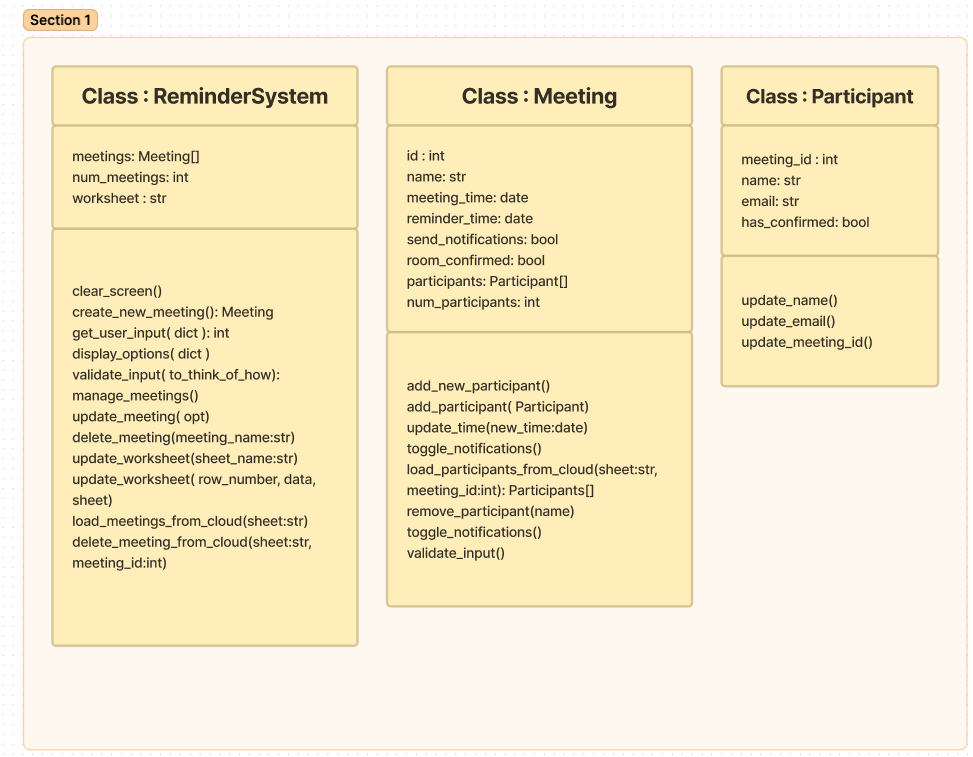 Section 1
Class : ReminderSystem
meetings: Meeting[]
num_meetings: int
worksheet : str
clear_screen()
create_new_meeting(): Meeting
get_user_input( dict ): int
display_options( dict )
validate_input( to_think_of_how):
manage_meetings()
update_meeting( opt)
delete_meeting(meeting_name:str)
update_worksheet(sheet_name:str)
update_worksheet( row_number, data,
sheet)
load_meetings_from_cloud(sheet:str)
delete_meeting_from_cloud(sheet:str,
meeting_id:int)
Class : Meeting
id : int
name: str
meeting_time: date
reminder_time: date
send_notifications: bool
room_confirmed: bool
participants: Participant[]
num_participants: int
add_new_participant()
add_participant( Participant)
update_time(new_time:date)
toggle_notifications()
load_participants_from_cloud(sheet:str,
meeting_id:int): Participants[]
remove_participant(name)
toggle_notifications()
validate_input()
Class : Participant
meeting_id : int
name: str
email: str
has_confirmed: bool
update_name()
update_email()
update_meeting_id()